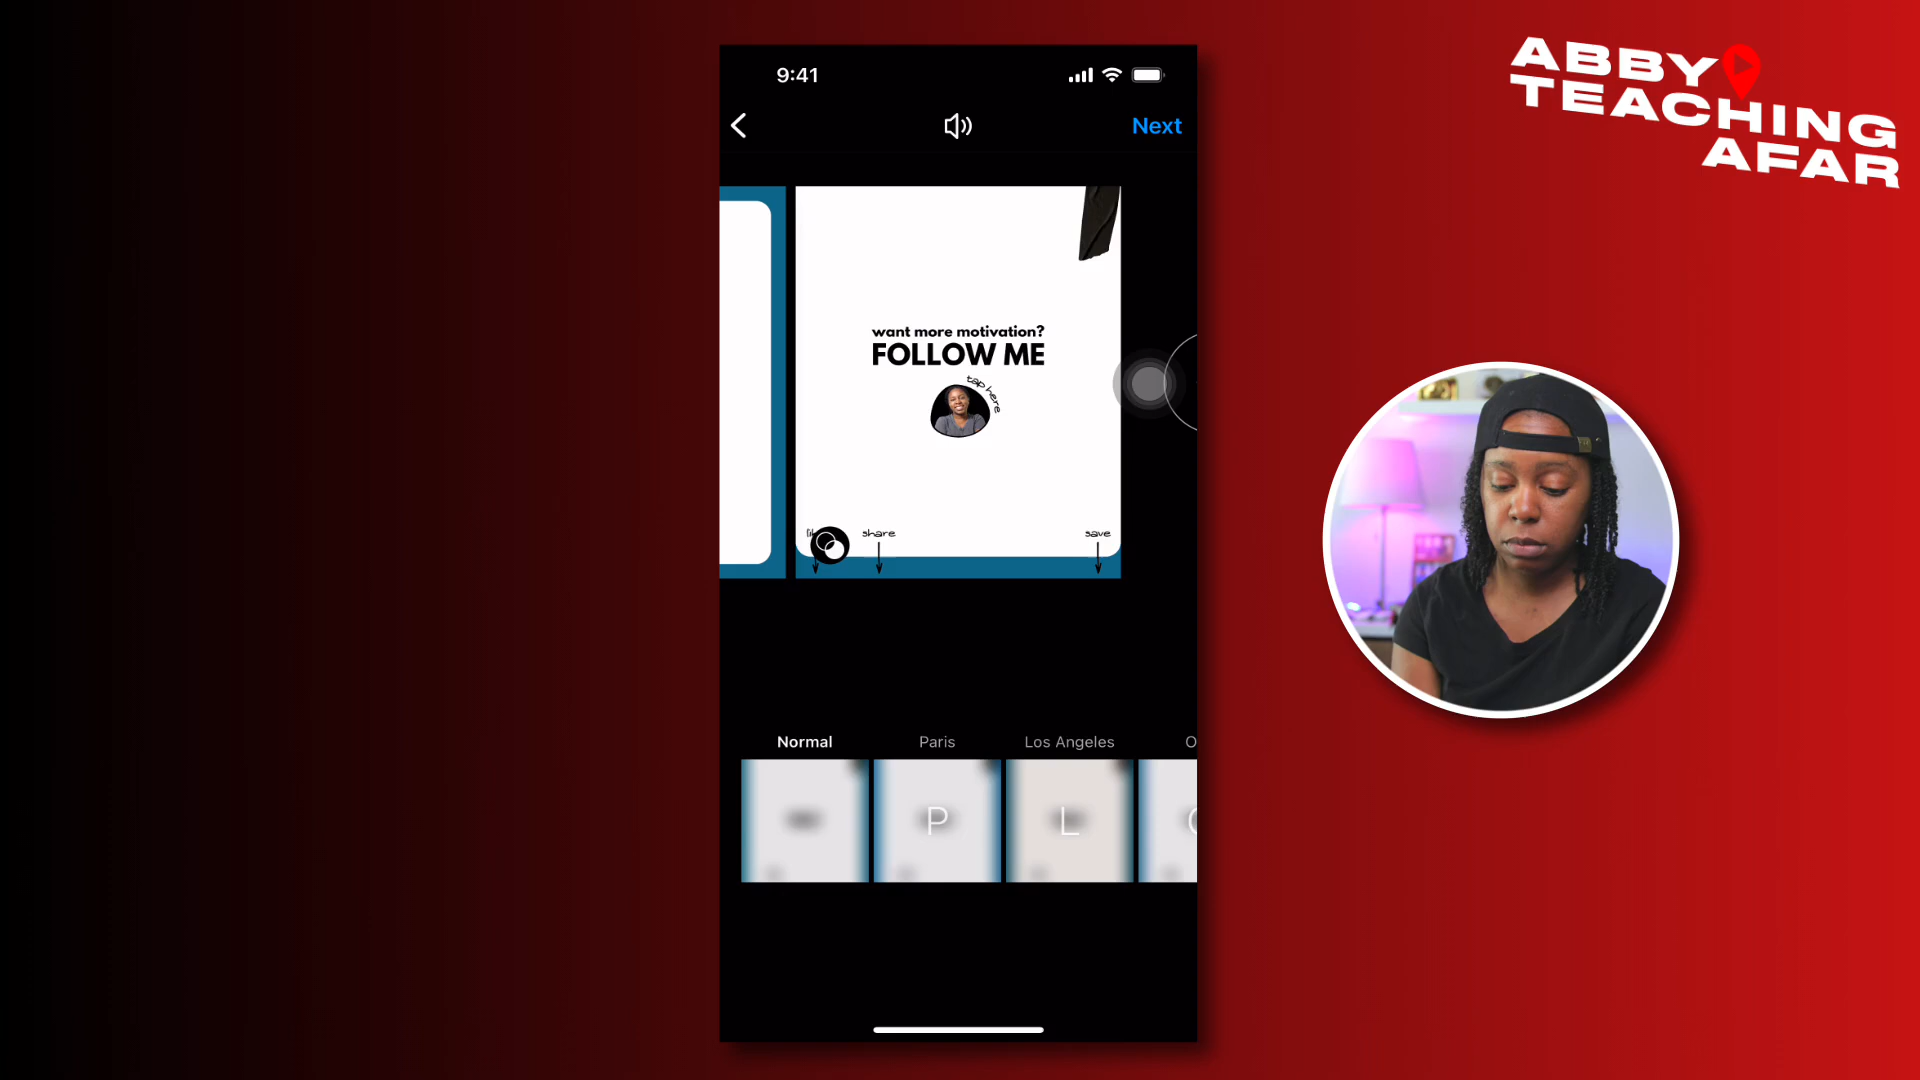 9:41
Next
want more motivation?
FOLLOW ME
tap here
share
save
Normal
Paris
Los Angeles
P
L
ABBY
TEACHING
AFAR